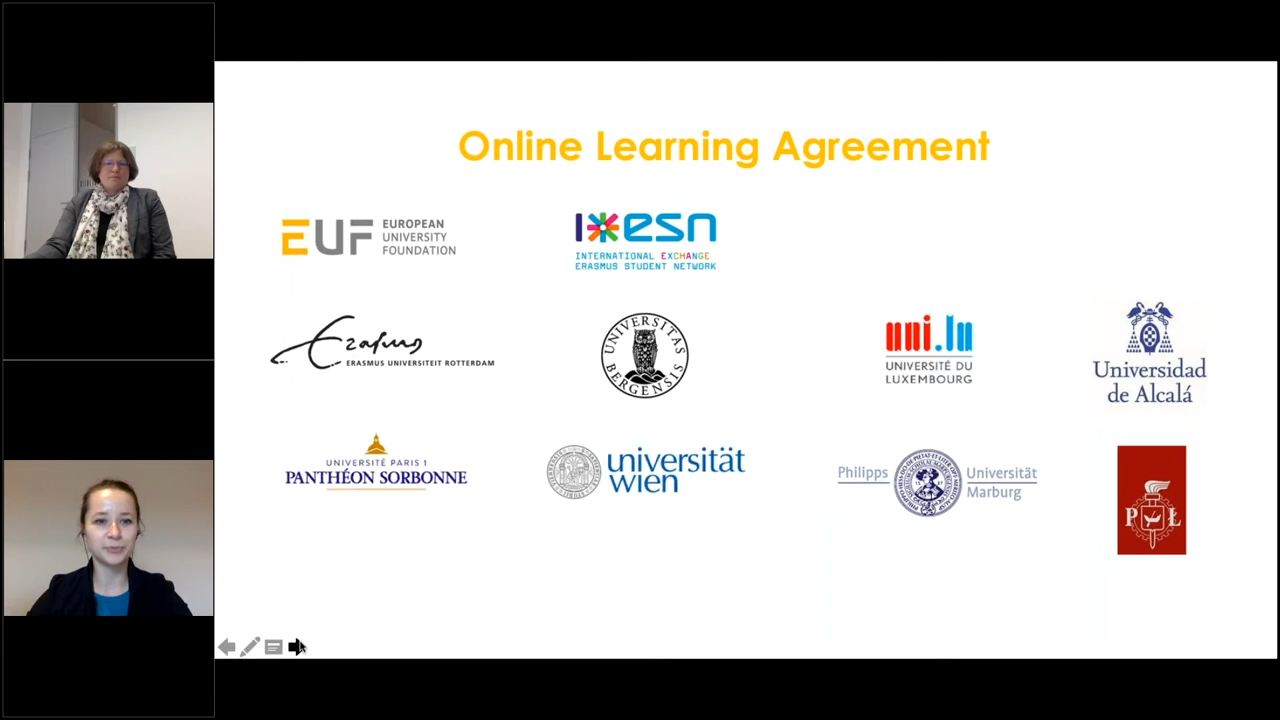 Online Learning Agreement
EUF
EUROPEAN
UNIVERSITY
FOUNDATION
esn
INTERNATIONAL EXCHANGE
ERASMUS STUDENT NETWORK
Erasmus
ERASMUS UNIVERSITEIT ROTTERDAM
UNIVERSITAS
BERGENSIS
uni.lu
UNIVERSITÉ DU
LUXEMBOURG
Universidad
de Alcalá
UNIVERSITÉ PARIS 1
PANTHÉON SORBONNE
universität
wien
Philipps
Universität
Marburg
P Ł